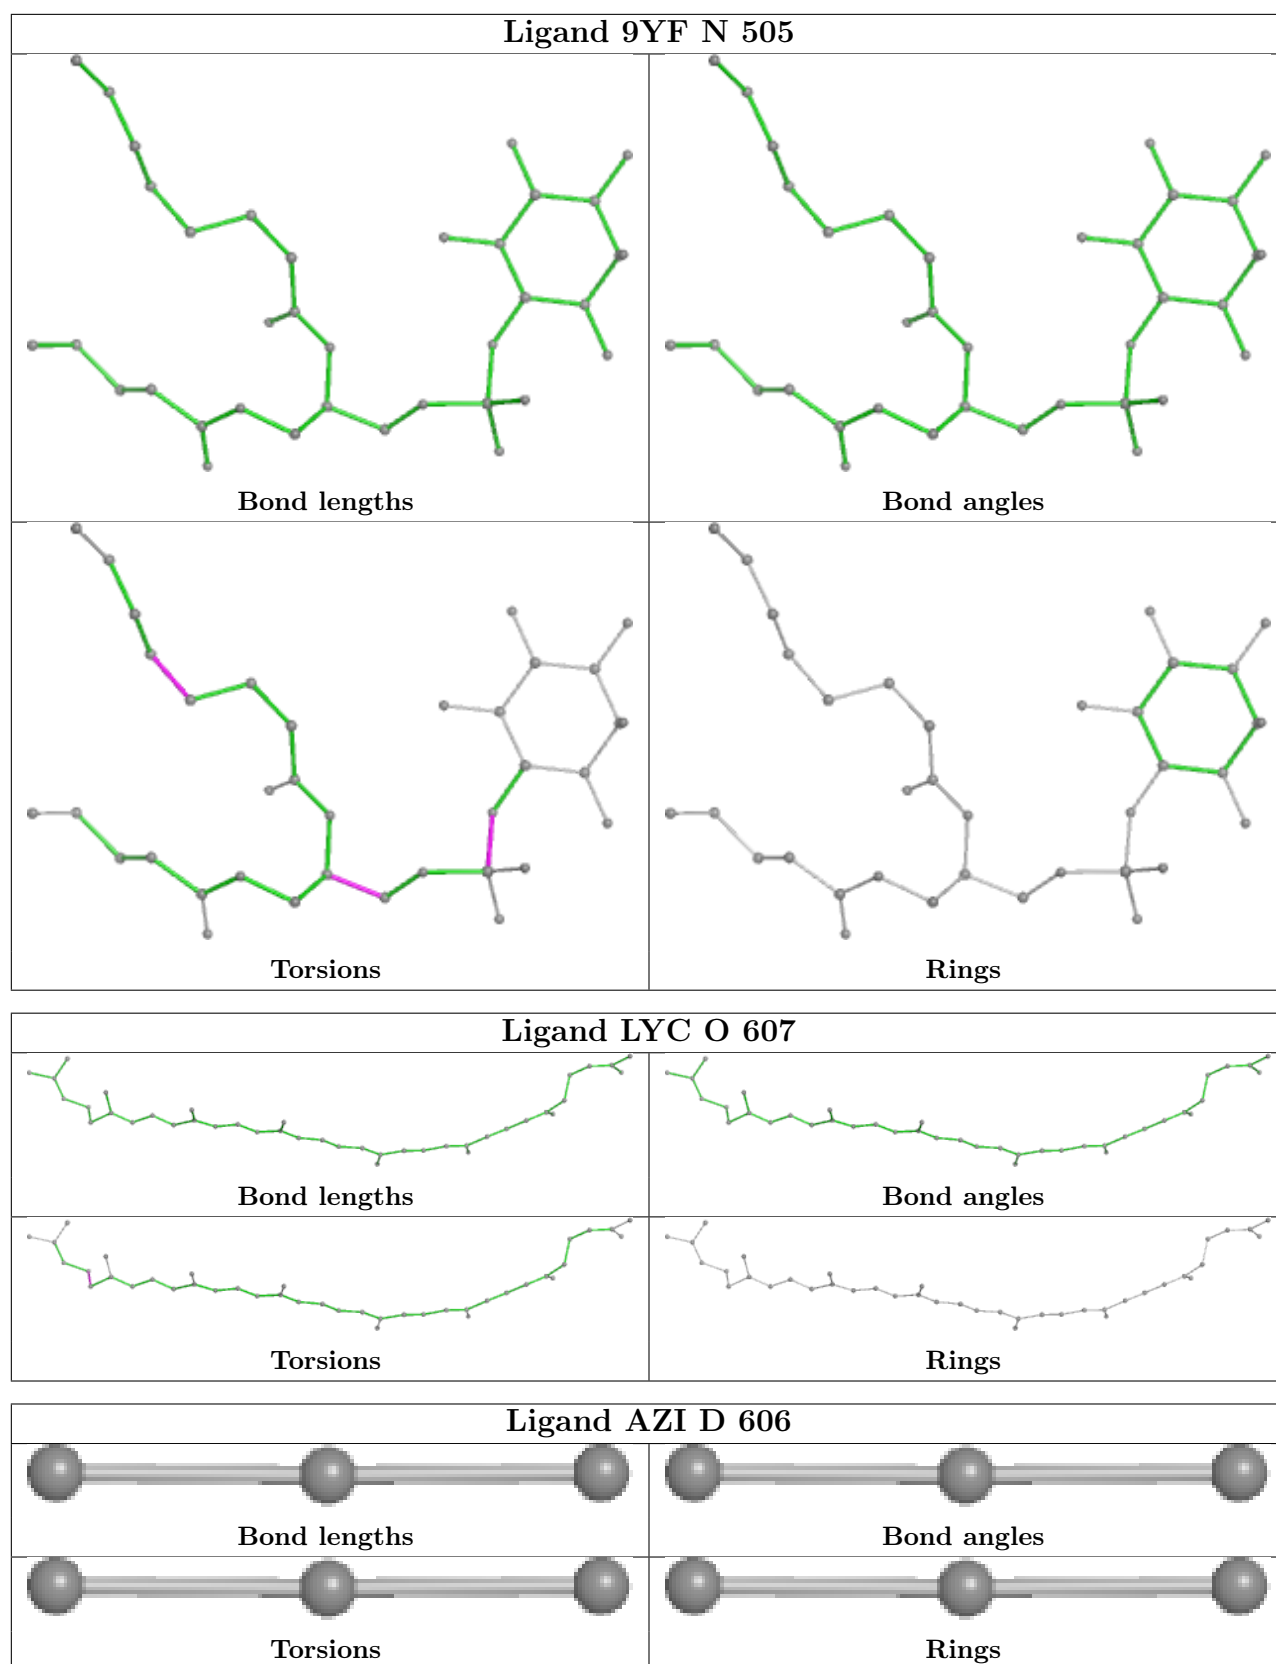 Ligand 9YF N 505
Bond lengths
Bond angles
Torsions
Rings
Ligand LYC O 607
Bond lengths
Bond angles
Torsions
Rings
Ligand AZI D 606
Bond lengths
Bond angles
Torsions
Rings